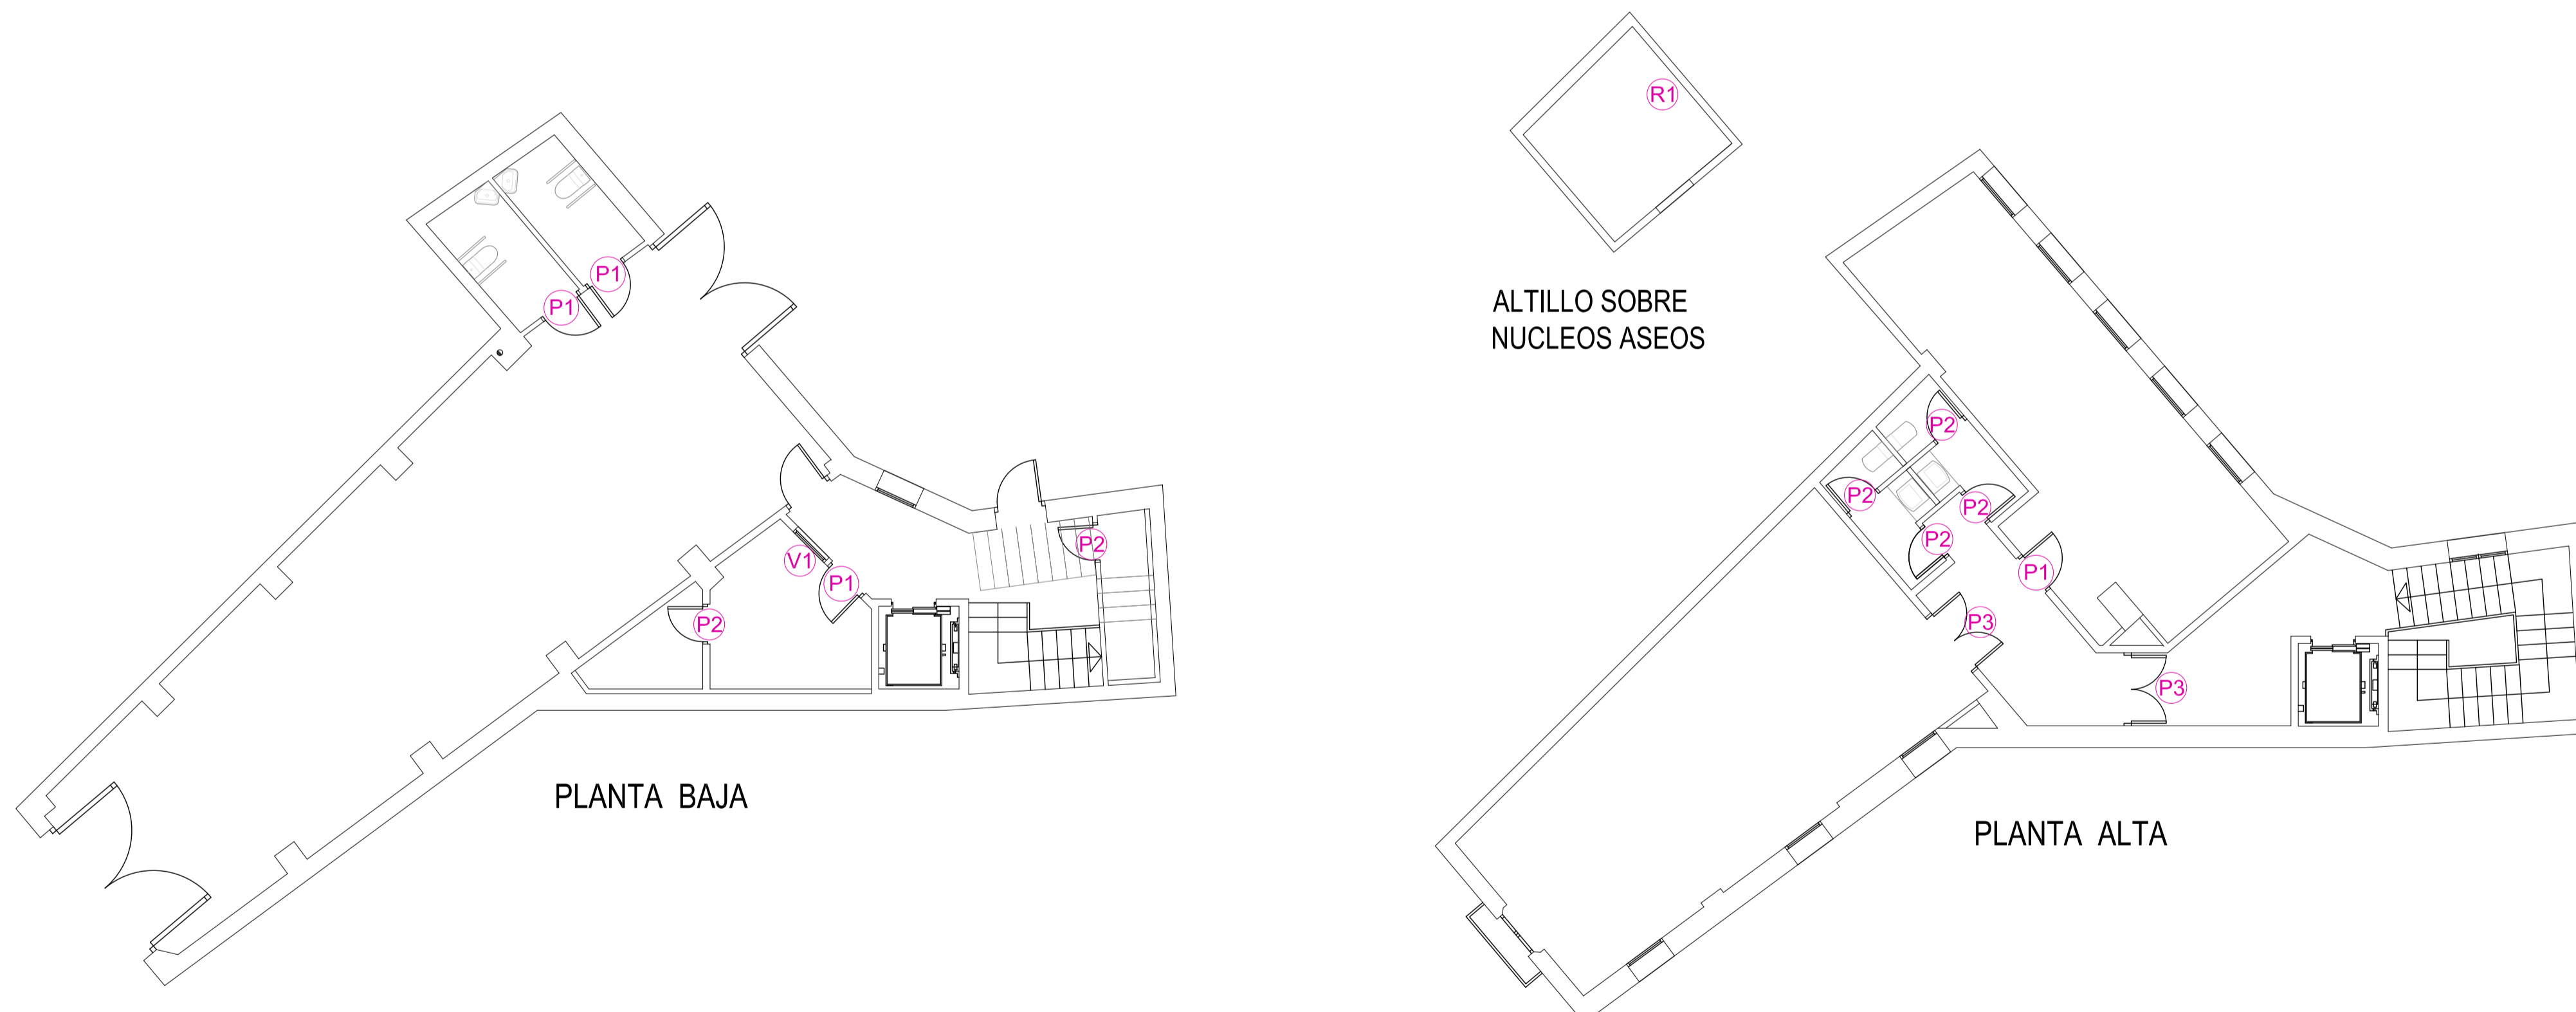 P1
P1
V1
P1
P2
P2
PLANTA BAJA
R1
ALTILLO SOBRE
NUCLEOS ASEOS
P2
P2
P2
P2
P1
P3
P3
PLANTA ALTA